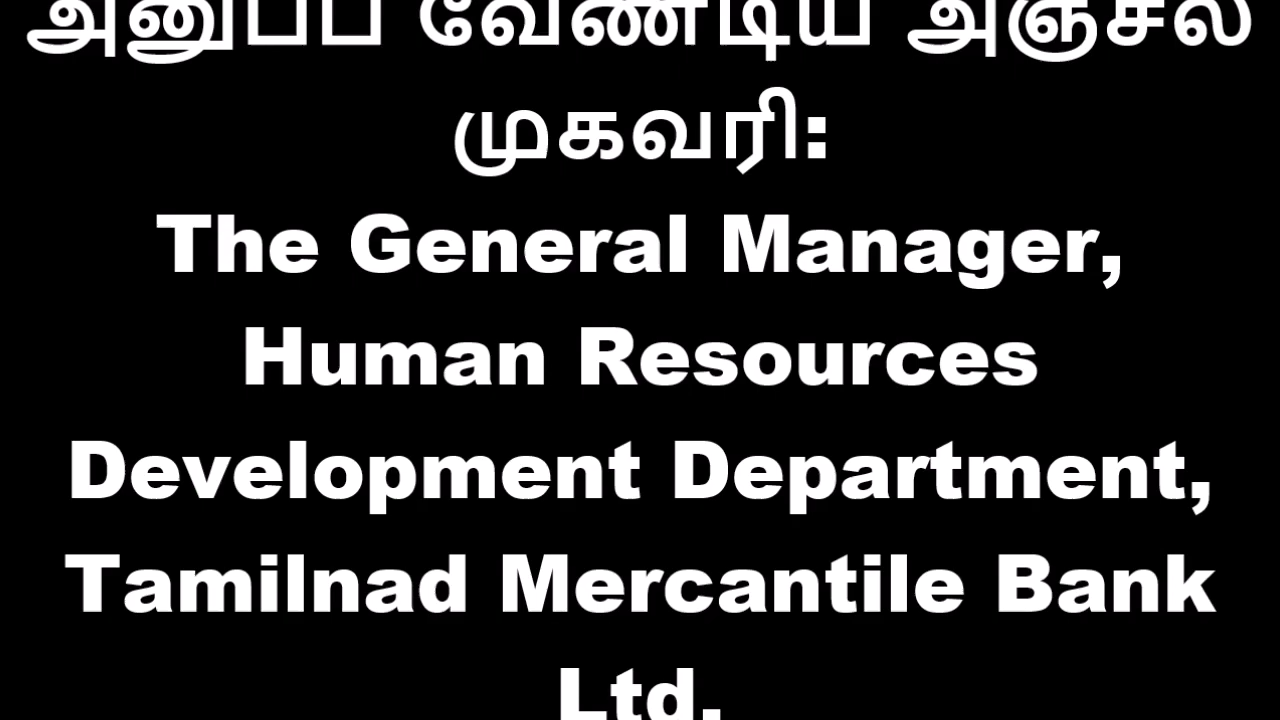 அனுப்ப வேண்டிய அஞ்சல்
முகவரி:
The General Manager,
Human Resources
Development Department,
Tamilnad Mercantile Bank
Ltd.